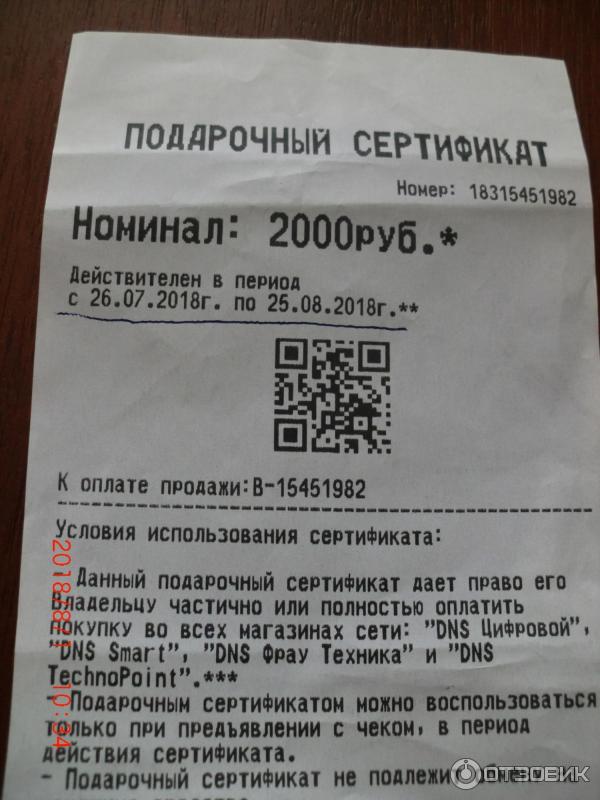 ПОДАРОЧНЫЙ СЕРТИФИКАТ
Номер: 18315451982
Номинал: 2000руб.*
Действителен в период
с 26.07.2018г. по 25.08.2018г.**
К оплате продажи:В-15451982
Условия использования сертификата:
- Данный подарочный сертификат дает право его
Владельцу частично или полностью оплатить
покупку во всех магазинах сети: "DNS Цифровой",
"DNS Smart", "DNS Фрау Техника" и "DNS
TechnoPoint".***
- Подарочным сертификатом можно воспользоваться
только при предъявлении с чеком, в период
действия сертификата.
- Подарочный сертификат не подлежит
10:34
ОТЗОВИК